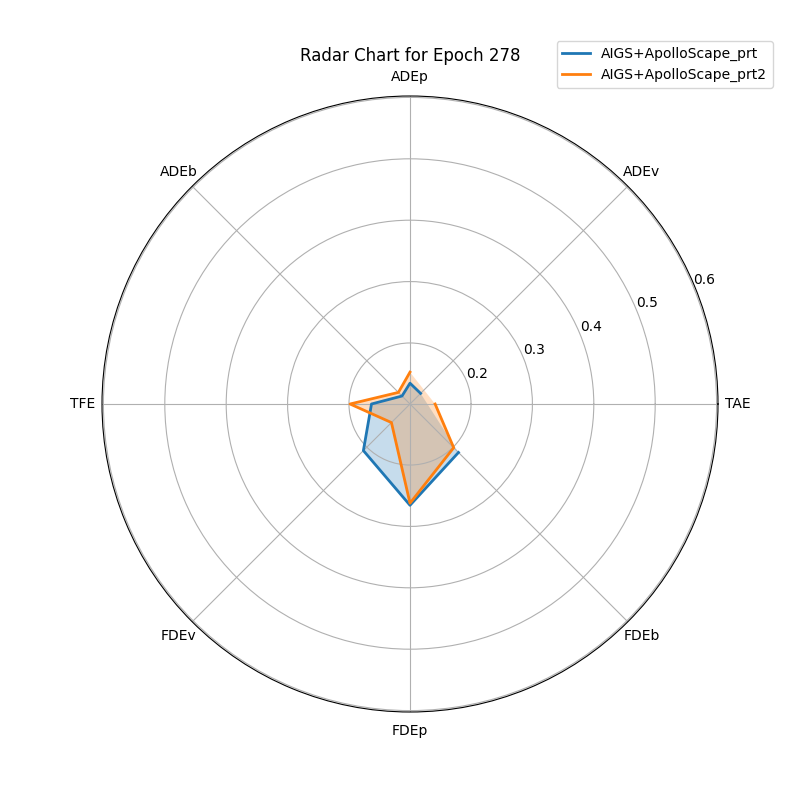 Radar Chart for Epoch 278
AIGS+ApolloScape_prt
AIGS+ApolloScape_prt2
ADEp
ADEb
ADEv
0.6
0.5
0.4
0.3
0.2
TFE
TAE
FDEv
FDEb
FDEp